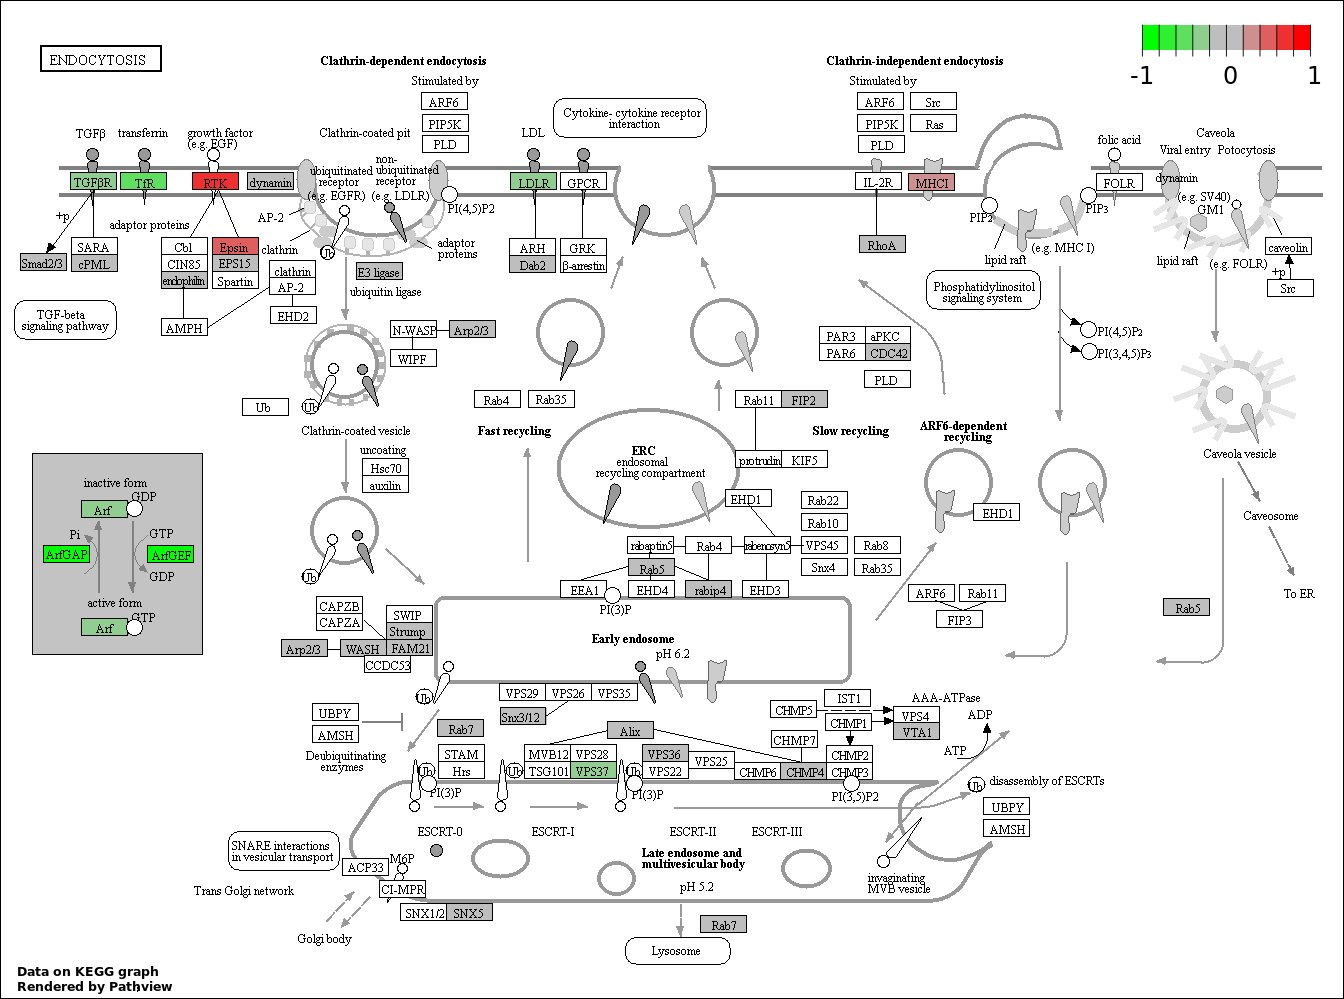 ENDOCYTOSIS
-1
0
1
Clathrin-dependent endocytosis
Stimulated by
ARF6
PIP5K
PLD
Clathrin-independent endocytosis
Stimulated by
ARF6
Src
PIP5K
Ras
PLD
Cytokine- cytokine receptor
interaction
TGFβ
transferrin
growth factor
(e.g. EGF)
Clathrin-coated pit
LDL
folic acid
Caveola
Viral entry
Potocytosis
TGFβR
TfR
RTK
dynamin
ubiquitinated
receptor
(e.g. EGFR)
non-
ubiquitinated
receptor
(e.g. LDLR)
LDLR
GPCR
IL-2R
MHCI
FOLR
dynamin
(e.g. SV40)
GM1
PI(4,5)P2
PIP2
PIP3
+p
adaptor proteins
AP-2
clathrin
Ub
adaptor
proteins
lipid raft
(e.g. MHC I)
lipid raft
(e.g. FOLR)
caveolin
+p
Src
Smad2/3
SARA
cPML
Cbl
CIN85
endophilin
Epsin
EPS15
Spartin
AMPH
clathrin
AP-2
EHD2
E3 ligase
ubiquitin ligase
ARH
Dab2
GRK
β-arrestin
RhoA
TGF-beta
signaling pathway
Phosphatidylinositol
signaling system
N-WASP
Arp2/3
WIPF
PAR3
aPKC
PAR6
CDC42
PLD
PI(4,5)P2
PI(3,4,5)P3
Ub
Ub
Clathrin-coated vesicle
uncoating
Hsc70
auxilin
Rab4
Rab35
Fast recycling
Rab11
FIP2
Slow recycling
protrudin
KIF5
ERC
endosomal
recycling compartment
ARF6-dependent
recycling
EHD1
Caveola vesicle
Caveosome
To ER
Rab5
inactive form
GDP
Arf
Pi
GTP
ArfGAP
ArfGEF
GDP
active form
GTP
Arf
Ub
EHD1
Rab22
Rab10
rabaptin5
Rab4
rabenosyn5
VPS45
Rab8
Snx4
Rab35
Rab5
EEA1
EHD4
rabip4
EHD3
PI(3)P
ARF6
Rab11
FIP3
CAPZB
CAPZA
SWIP
Strump
Arp2/3
WASH
FAM21
CCDC53
Early endosome
pH 6.2
Ub
UBPY
AMSH
Deubiquitinating
enzymes
Rab7
VPS29
VPS26
VPS35
Snx3/12
Alix
STAM
Hrs
MVB12
VPS28
TSG101
VPS37
VPS36
VPS22
VPS25
CHMP7
CHMP6
CHMP4
CHMP2
CHMP3
CHMP5
IST1
CHMP1
AAA-ATPase
VPS4
VTA1
ADP
ATP
Ub
Ub
Ub
PI(3)P
PI(3)P
PI(3,5)P2
Ub
disassembly of ESCRTs
UBPY
AMSH
ESCRT-0
ESCRT-I
ESCRT-II
ESCRT-III
SNARE interactions
in vesicular transport
ACP33
M6P
CI-MPR
SNX1/2
SNX5
Trans Golgi network
Golgi body
Late endosome and
multivesicular body
pH 5.2
invaginating
MVB vesicle
Rab7
Lysosome
Data on KEGG graph
Rendered by Pathview